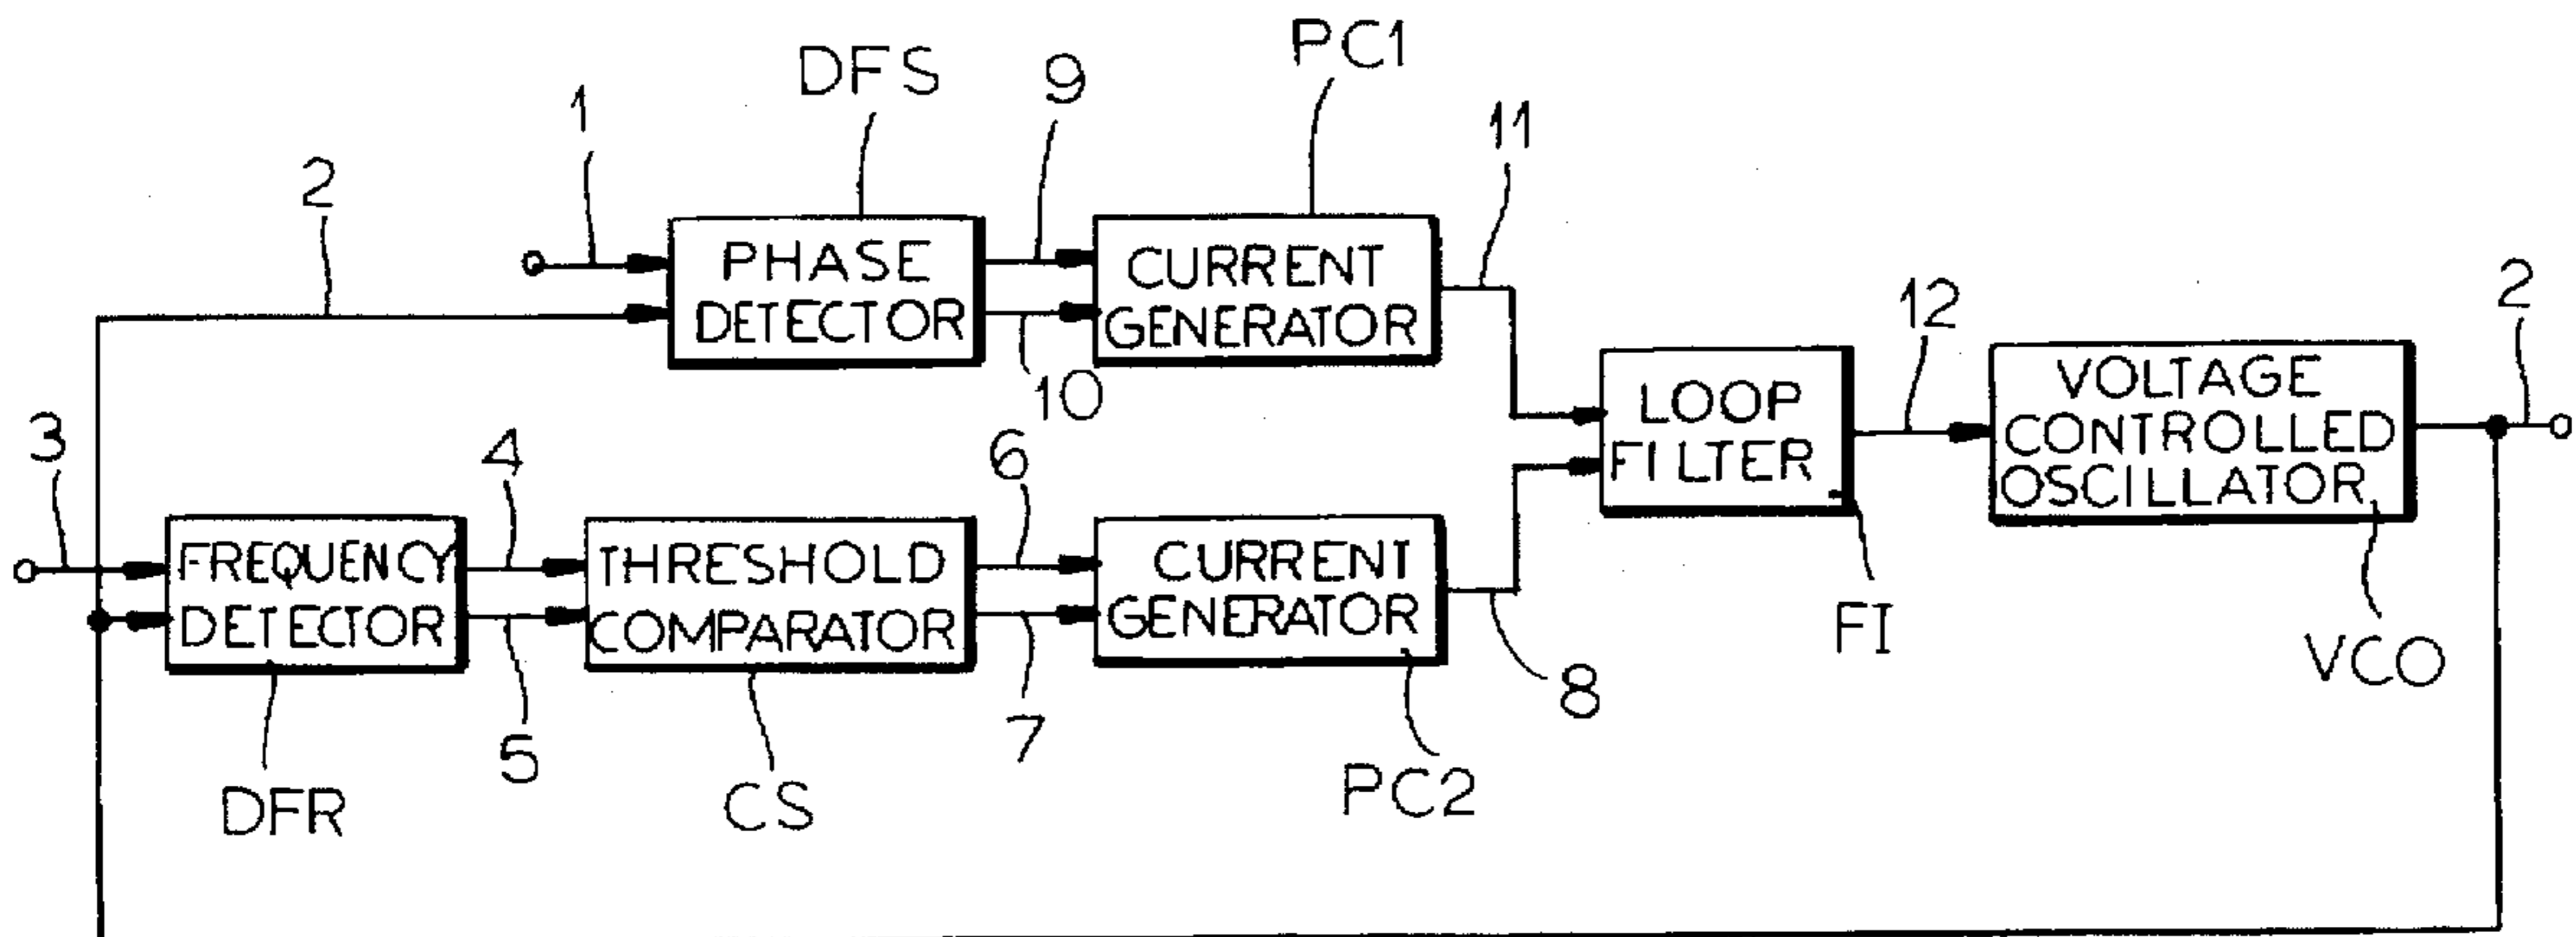 PC1
DFS
9
1
11
2
PHASE
DETECTOR
CURRENT
GENERATOR
10
12
2
LOOP
FILTER
VOLTAGE
CONTROLLED
OSCILLATOR
3
4
6
FREQUENCY
DETECTOR
THRESHOLD
COMPARATOR
CURRENT
GENERATOR
FI
VCO
5
7
8
DFR
CS
PC2